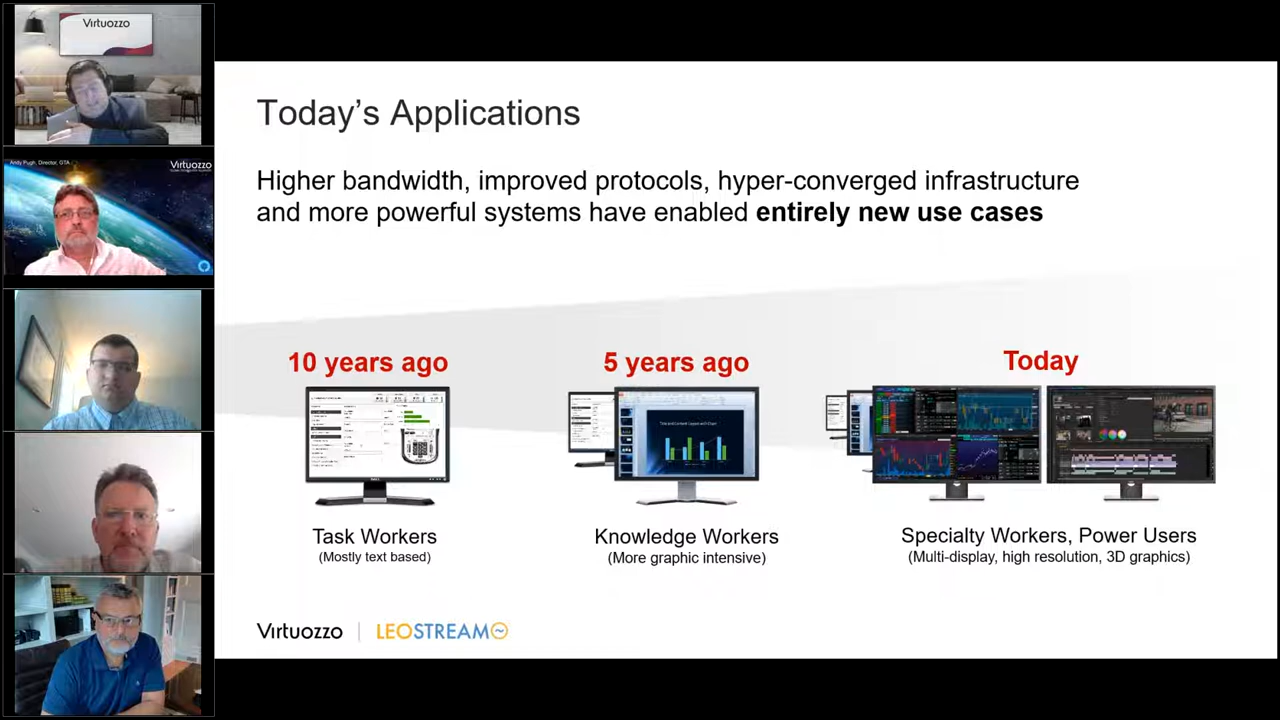 Virtuozzo
Andy Pugh, Director, GTA
Virtuozzo
Today's Applications
Higher bandwidth, improved protocols, hyper-converged infrastructure
and more powerful systems have enabled entirely new use cases
10 years ago
5 years ago
Today
Task Workers
(Mostly text based)
Knowledge Workers
(More graphic intensive)
Specialty Workers, Power Users
(Multi-display, high resolution, 3D graphics)
Virtuozzo
LEOSTREAM